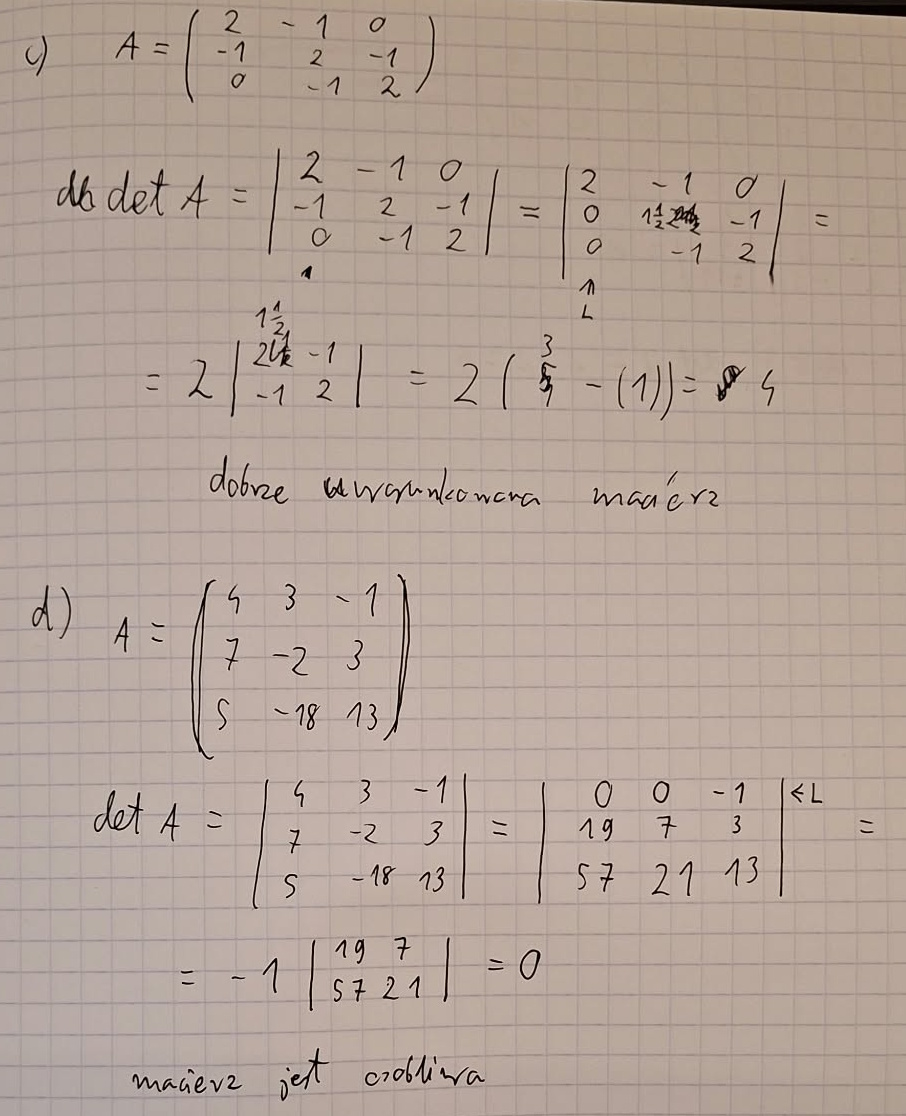 c) A = ( 2 -1 0
-1 2 -1
0 -1 2 )
det A = | 2 -1 0 | = | 2 -1 0 | =
| -1 2 -1 | | 0 1½ -1 |
| 0 -1 2 | | 0 -1 2 |
↑
L
1½
= 2 | -1 | = 2 ( 3 - (1)) = 4
| -1 2 |
dobrze uwarunkowana macierz
d) A = ( 4 3 -1
7 -2 3
5 -18 13 )
det A = | 4 3 -1 | = | 0 0 -1 | ← L
| 7 -2 3 | | 19 7 3 | =
| 5 -18 13 | | 57 21 13 |
= -1 | 19 7 | = 0
| 57 21 |
macierz jest osobliwa